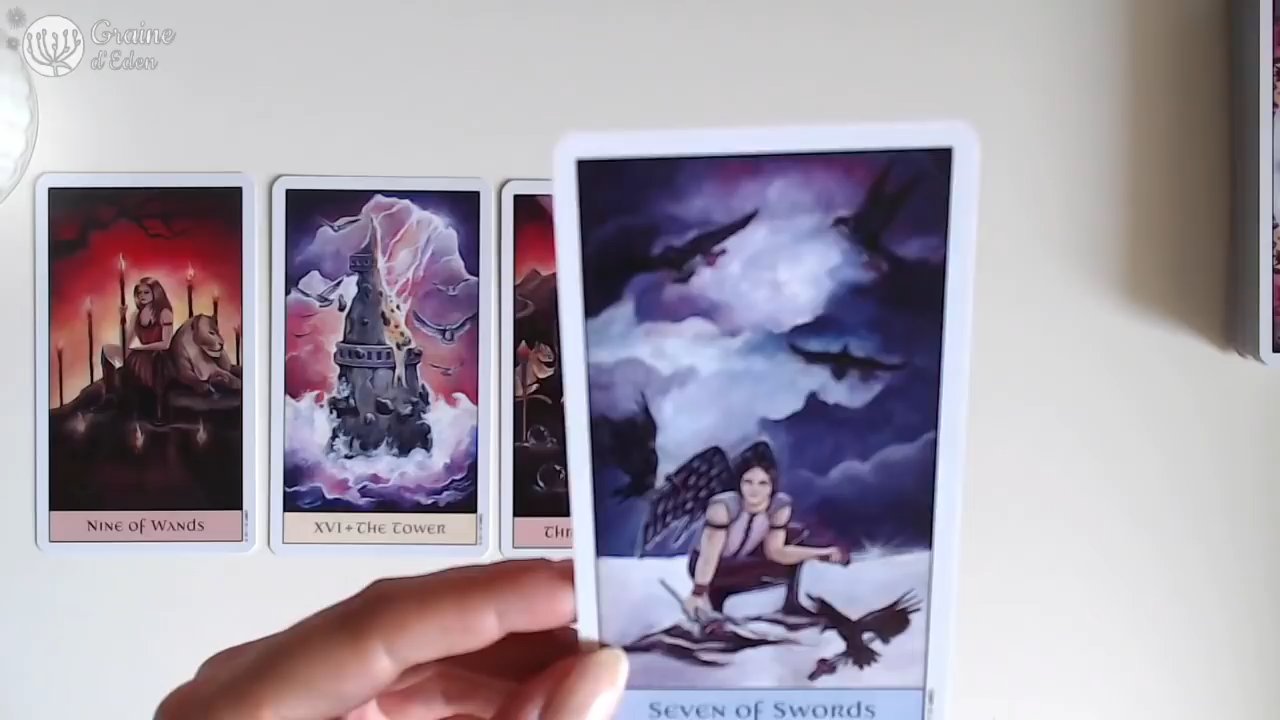 Graine
d'Eden
Nine of Wands
XVI + The Tower
Seven of Swords